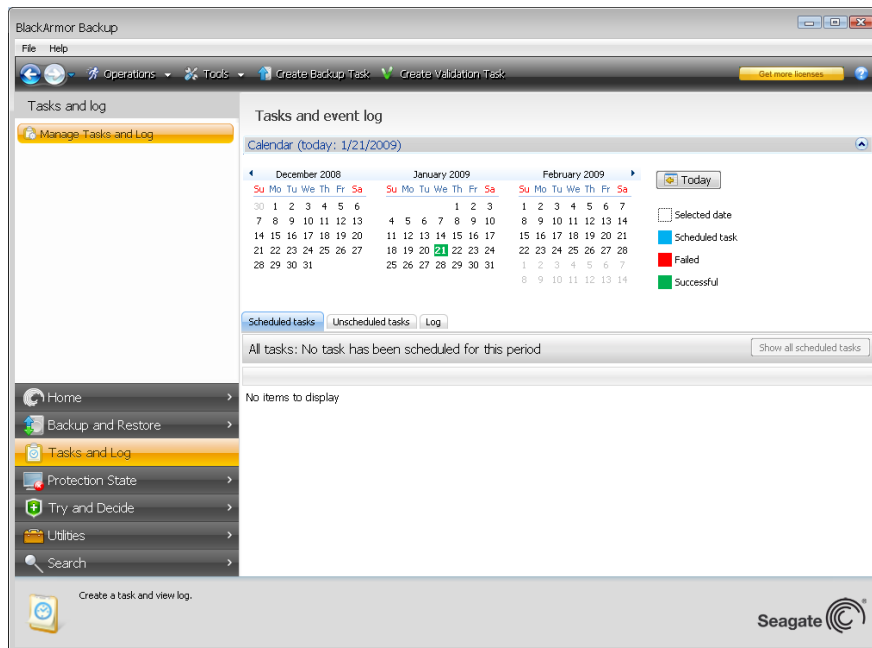 BlackArmor Backup
File Help
Operations Tools Create Backup Task Create Validation Task Get more licenses ?
Tasks and log
Manage Tasks and Log
Tasks and event log
Calendar (today: 1/21/2009)
December 2008 January 2009 February 2009
Su Mo Tu We Th Fr Sa Su Mo Tu We Th Fr Sa Su Mo Tu We Th Fr Sa
30 1 2 3 4 5 6 1 2 3 1 2 3 4 5 6 7
7 8 9 10 11 12 13 4 5 6 7 8 9 10 8 9 10 11 12 13 14
14 15 16 17 18 19 20 11 12 13 14 15 16 17 15 16 17 18 19 20 21
21 22 23 24 25 26 27 18 19 20 21 22 23 24 22 23 24 25 26 27 28
28 29 30 31 25 26 27 28 29 30 31 1 2 3 4 5 6 7
8 9 10 11 12 13 14
Today
Selected date
Scheduled task
Failed
Successful
Scheduled tasks Unscheduled tasks Log
All tasks: No task has been scheduled for this period Show all scheduled tasks
No items to display
Home
Backup and Restore
Tasks and Log
Protection State
Try and Decide
Utilities
Search
Create a task and view log.
Seagate